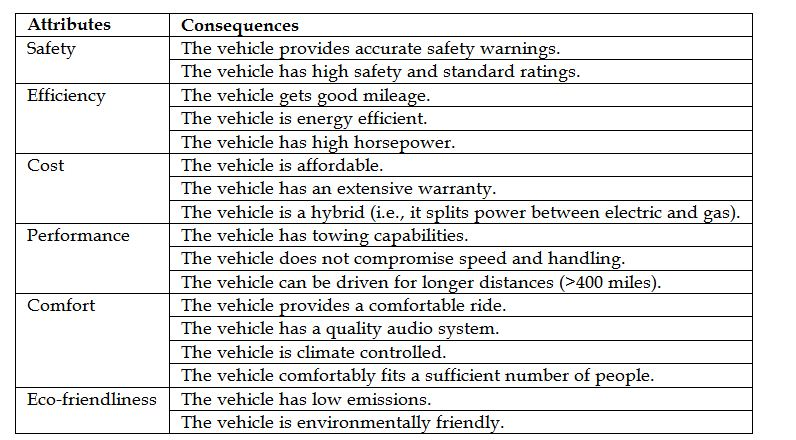 Attributes Consequences
Safety The vehicle provides accurate safety warnings.
The vehicle has high safety and standard ratings.
Efficiency The vehicle gets good mileage.
The vehicle is energy efficient.
The vehicle has high horsepower.
Cost The vehicle is affordable.
The vehicle has an extensive warranty.
The vehicle is a hybrid (i.e., it splits power between electric and gas).
Performance The vehicle has towing capabilities.
The vehicle does not compromise speed and handling.
The vehicle can be driven for longer distances (>400 miles).
Comfort The vehicle provides a comfortable ride.
The vehicle has a quality audio system.
The vehicle is climate controlled.
The vehicle comfortably fits a sufficient number of people.
Eco-friendliness The vehicle has low emissions.
The vehicle is environmentally friendly.